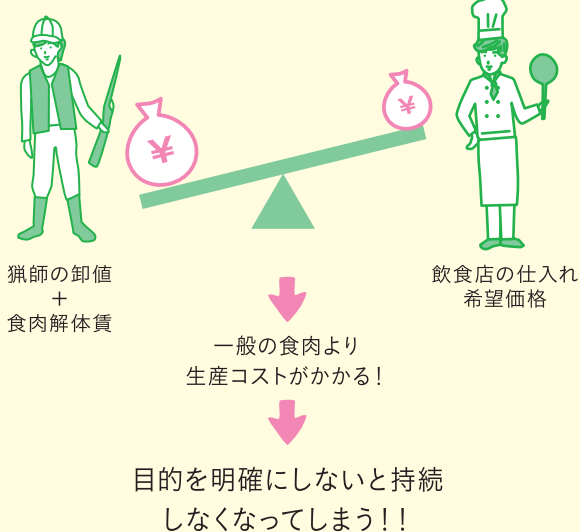 ¥
¥
猟師の卸値
+
食肉解体賃
飲食店の仕入れ
希望価格
一般の食肉より
生産コストがかかる!
目的を明確にしないと持続
しなくなってしまう!!